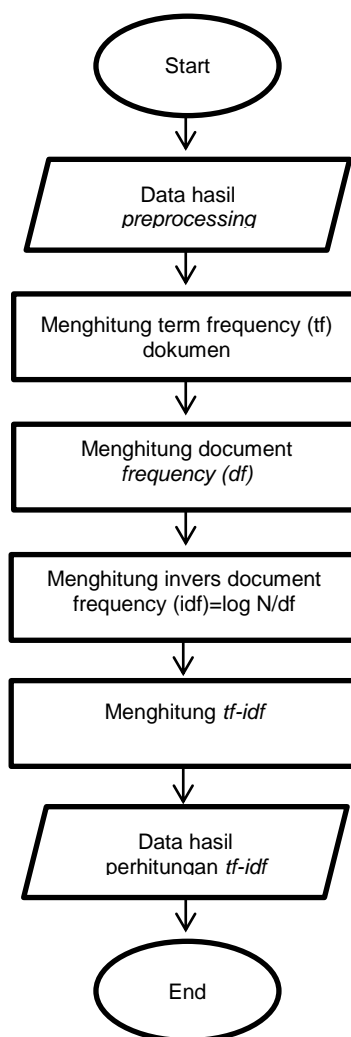 Start
Data hasil
preprocessing
Menghitung term frequency (tf)
dokumen
Menghitung document
frequency (df)
Menghitung invers document
frequency (idf)=log N/df
Menghitung tf-idf
Data hasil
perhitungan tf-idf
End